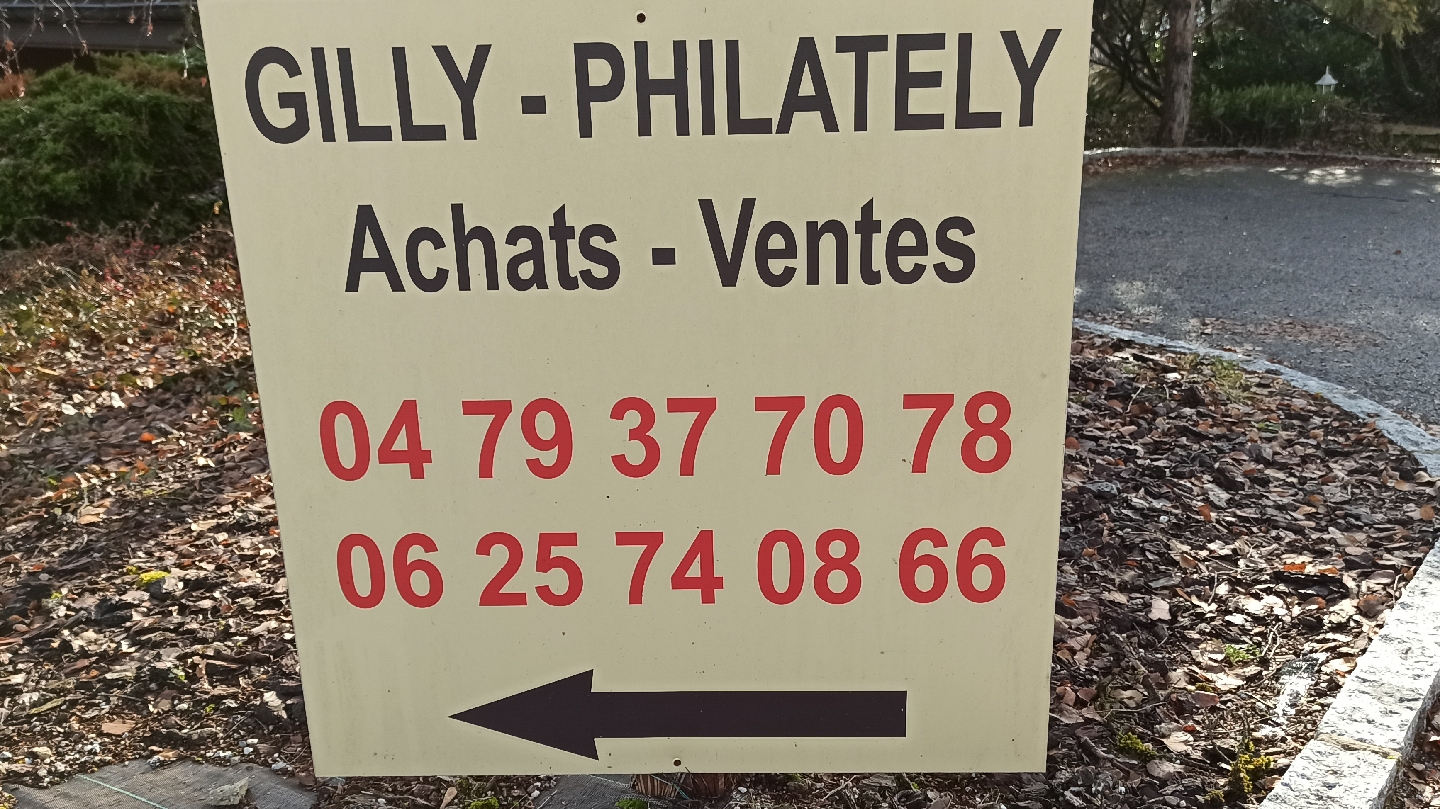 GILLY - PHILATELY
Achats - Ventes
04 79 37 70 78
06 25 74 08 66